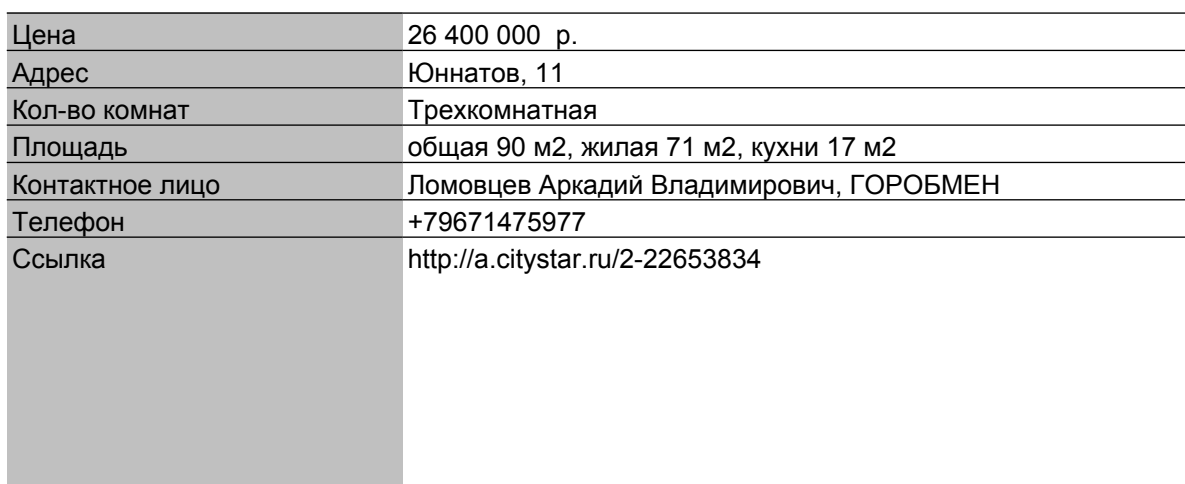 Цена 26 400 000 р.
Адрес Юннатов, 11
Кол-во комнат Трехкомнатная
Площадь общая 90 м2, жилая 71 м2, кухни 17 м2
Контактное лицо Ломовцев Аркадий Владимирович, ГОРОБМЕН
Телефон +79671475977
Ссылка http://a.citystar.ru/2-22653834